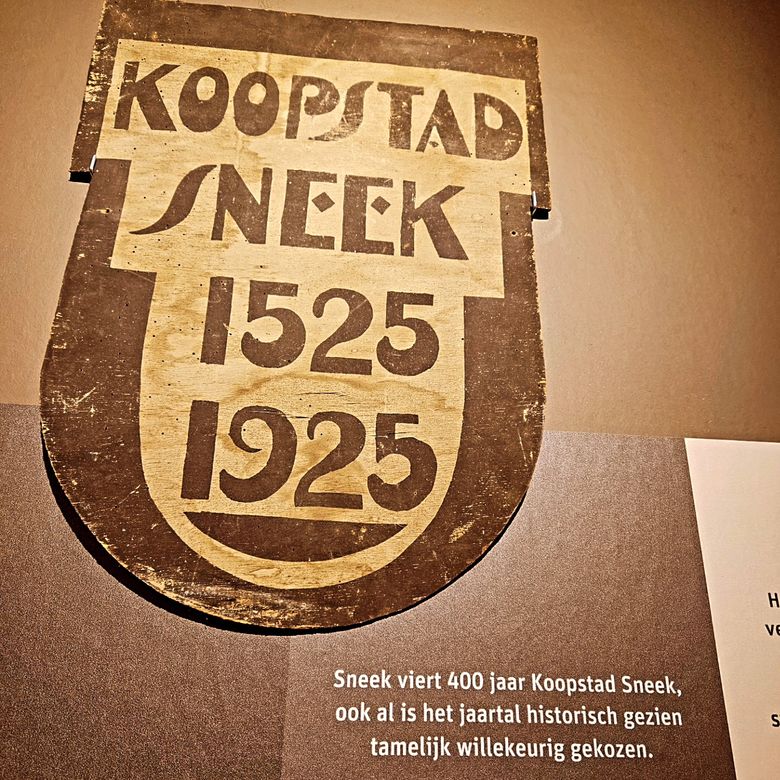 KOOPSTAD
SNEEK
1525
1925
Sneek viert 400 jaar Koopstad Sneek,
ook al is het jaartal historisch gezien
tamelijk willekeurig gekozen.